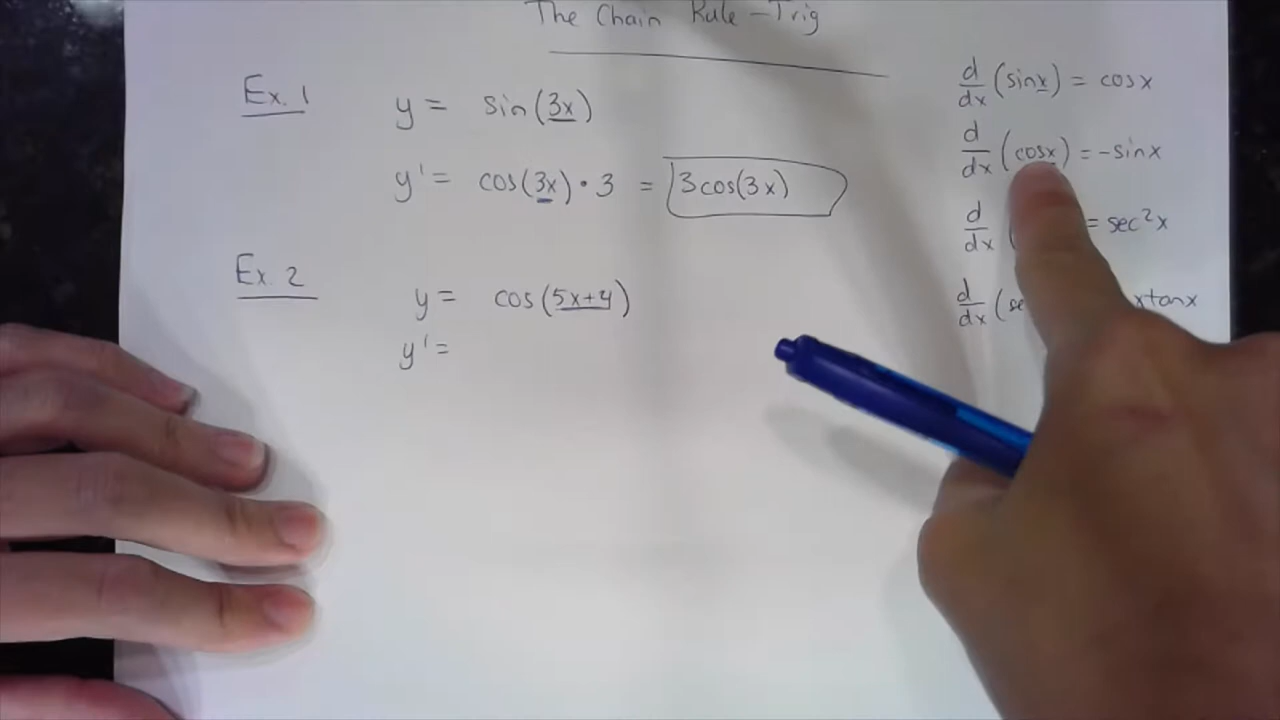 The Chain Rule - Trig
Ex. 1
y = sin(3x)
y' = cos(3x) · 3 = 3cos(3x)
Ex. 2
y = cos(5x+4)
y' =
d/dx (sinx) = cosx
d/dx (cosx) = -sinx
d/dx ( = sec²x
d/dx (se xtanx